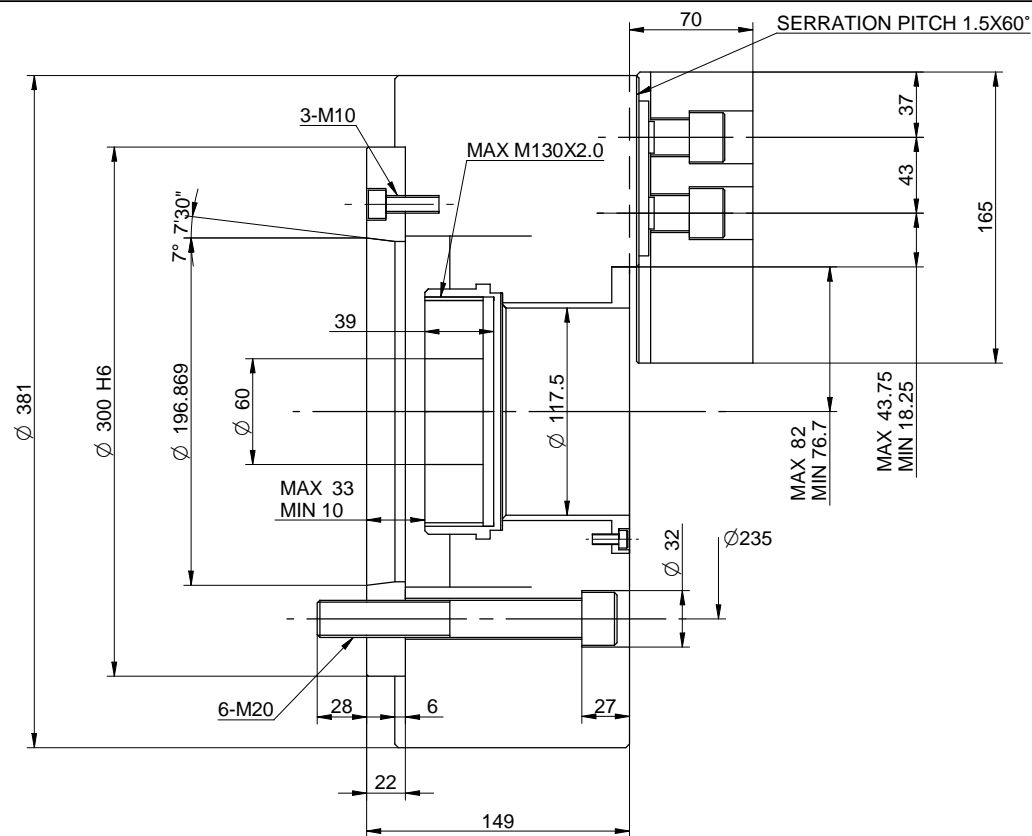 70
SERRATION PITCH 1.5X60°
3-M10
37
MAX M130X2.0
43
165
7° 7'30"
39
Ø 381
Ø 300 H6
Ø 196.869
Ø 60
Ø 117.5
MAX 82
MIN 76.7
MAX 43.75
MIN 18.25
MAX 33
MIN 10
Ø 32
Ø235
6-M20
28
6
27
22
149